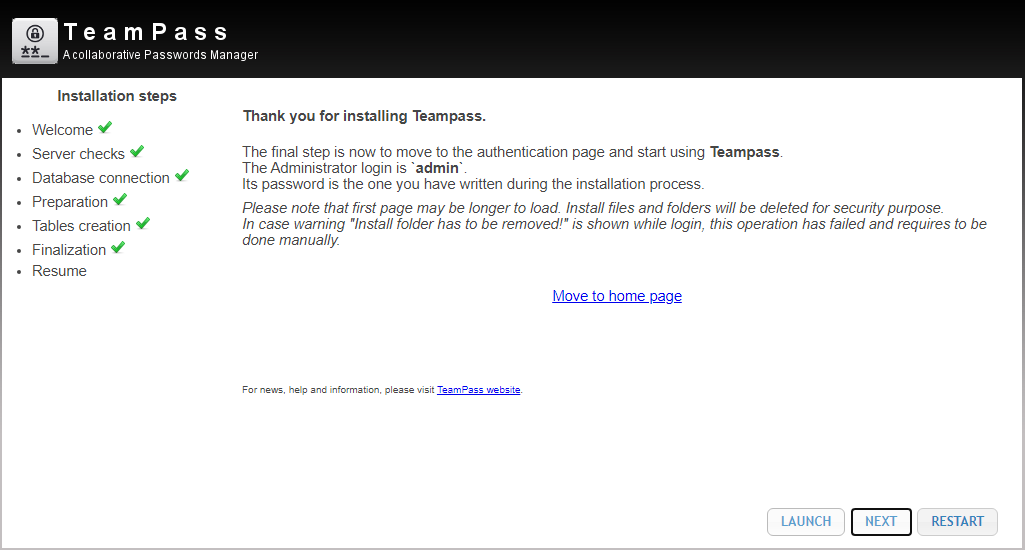 TeamPass
A collaborative Passwords Manager
Installation steps
Welcome
Server checks
Database connection
Preparation
Tables creation
Finalization
Resume
Thank you for installing Teampass.
The final step is now to move to the authentication page and start using Teampass.
The Administrator login is `admin`.
Its password is the one you have written during the installation process.
Please note that first page may be longer to load. Install files and folders will be deleted for security purpose.
In case warning "Install folder has to be removed!" is shown while login, this operation has failed and requires to be
done manually.
Move to home page
For news, help and information, please visit TeamPass website.
LAUNCH NEXT RESTART